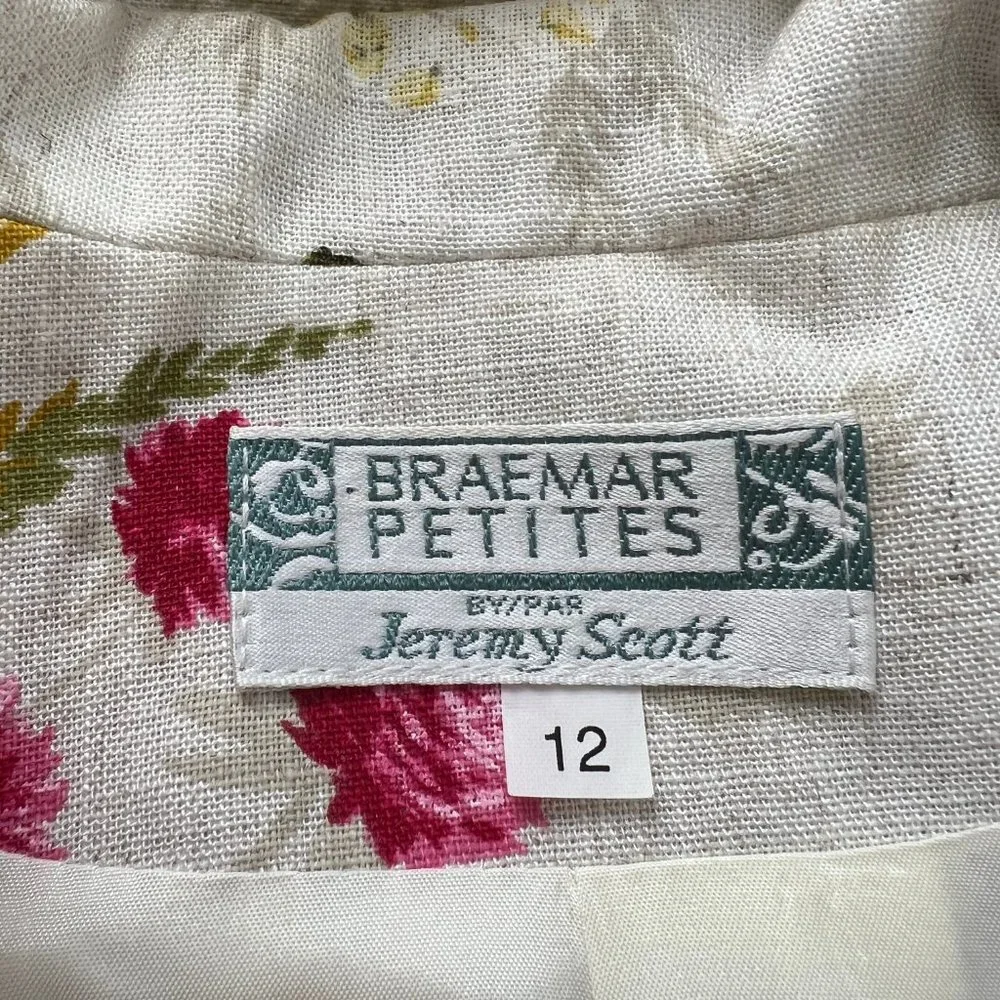 BRAEMAR
PETITES
BY/PAR
Jeremy Scott
12